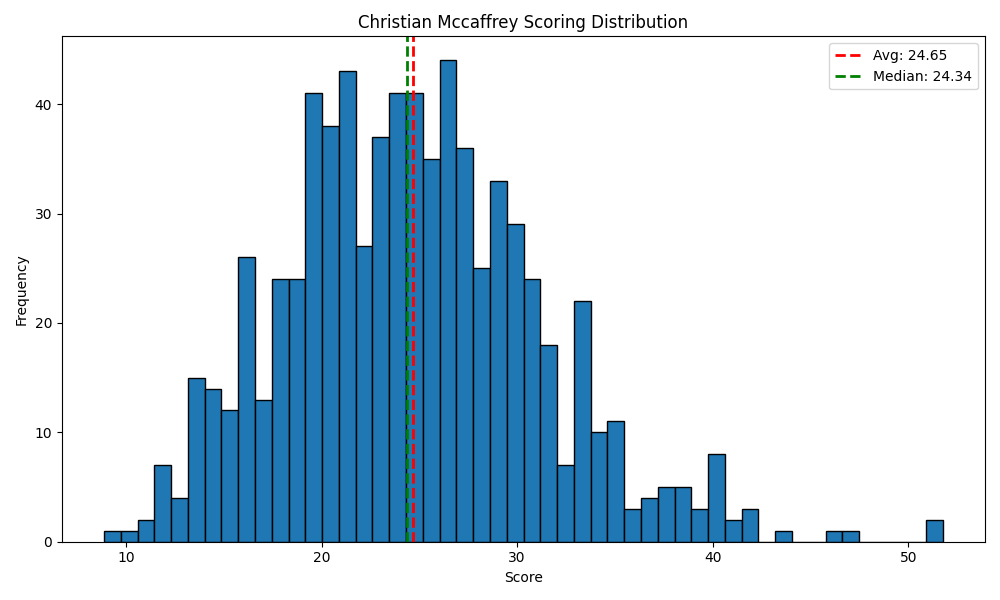 Christian Mccaffrey Scoring Distribution
Avg: 24.65
Median: 24.34
Frequency
40
30
20
10
0
10 20 30 40 50
Score